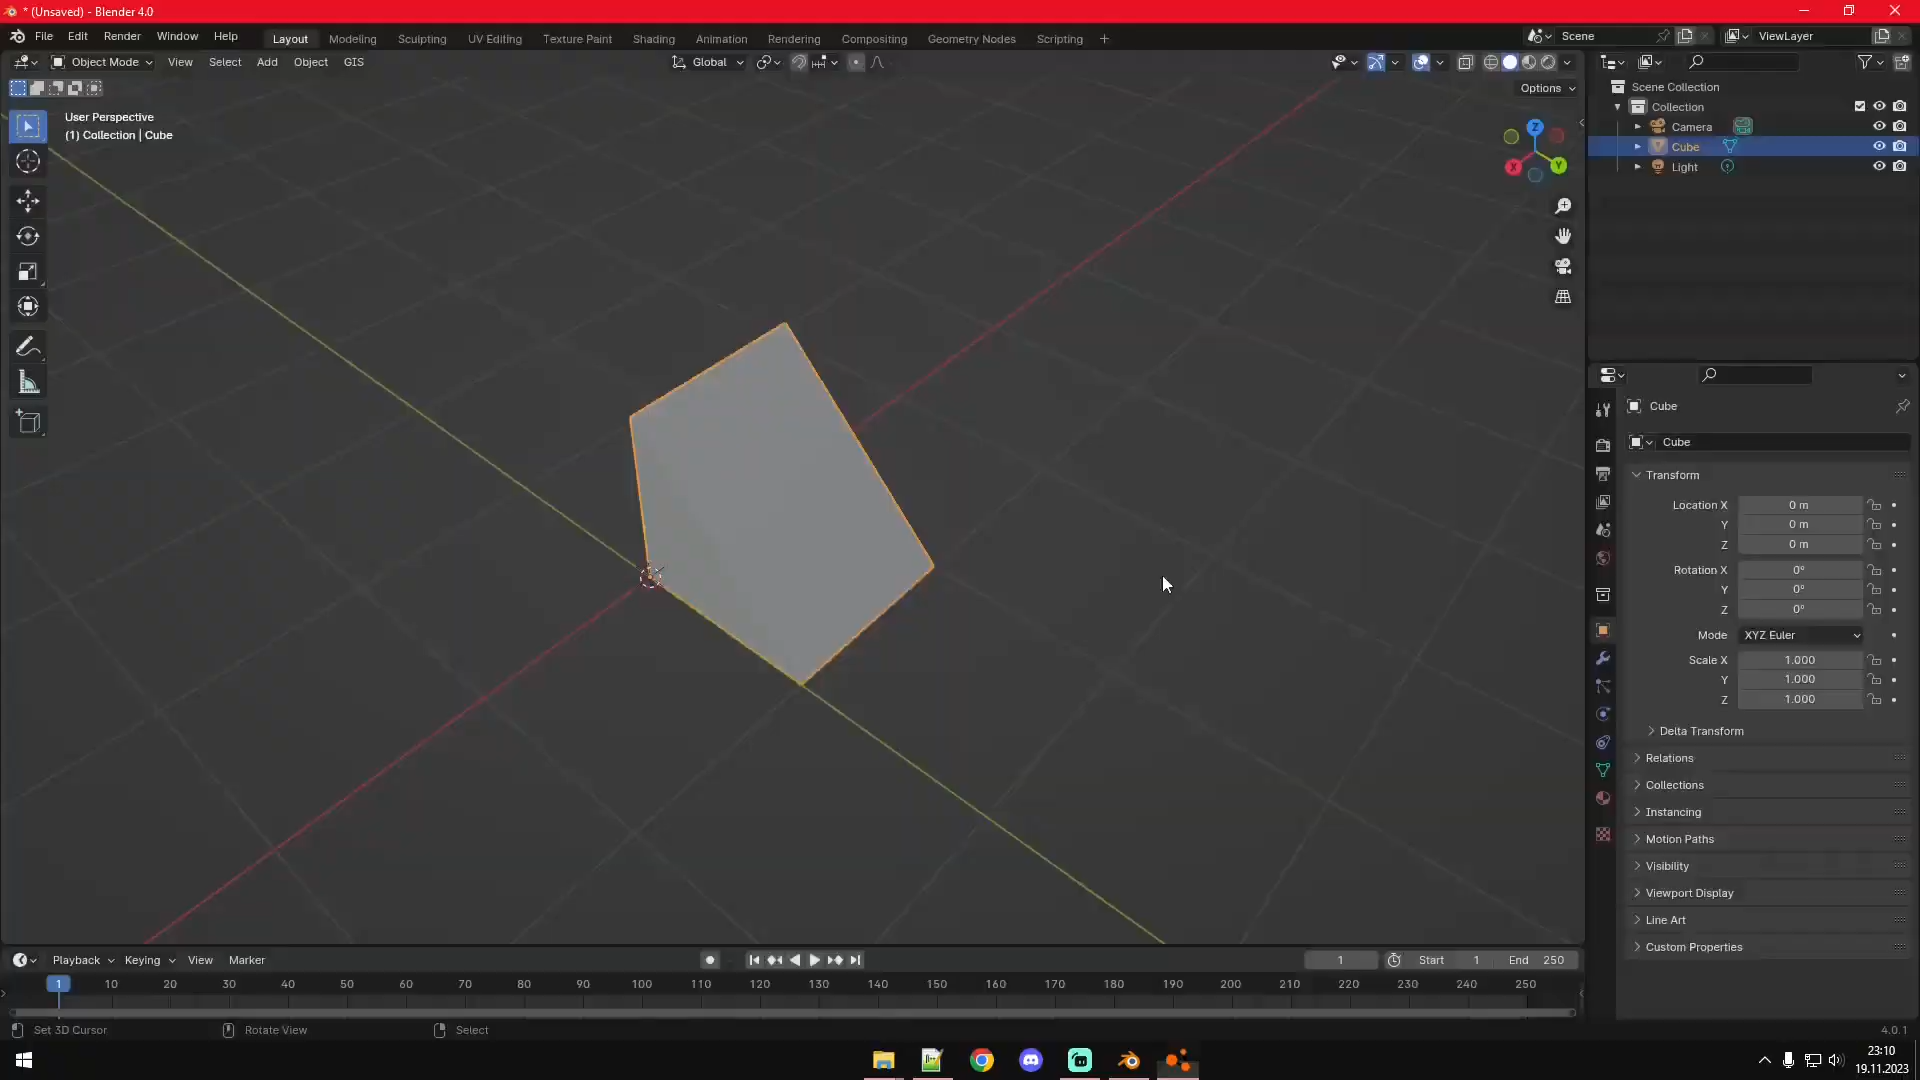 * (Unsaved) - Blender 4.0
File Edit Render Window Help
Layout Modeling Sculpting UV Editing Texture Paint Shading Animation Rendering Compositing Geometry Nodes Scripting +
Scene
ViewLayer
Object Mode View Select Add Object GIS
Global
Options
User Perspective
(1) Collection | Cube
Z
X
Y
Scene Collection
Collection
Camera
Cube
Light
Cube
Cube
Transform
Location X 0 m
Y 0 m
Z 0 m
Rotation X 0°
Y 0°
Z 0°
Mode XYZ Euler
Scale X 1.000
Y 1.000
Z 1.000
Delta Transform
Relations
Collections
Instancing
Motion Paths
Visibility
Viewport Display
Line Art
Custom Properties
Playback Keying View Marker
1 Start 1 End 250
1 10 20 30 40 50 60 70 80 90 100 110 120 130 140 150 160 170 180 190 200 210 220 230 240 250
Set 3D Cursor Rotate View Select
4.0.1
23:10
19.11.2023